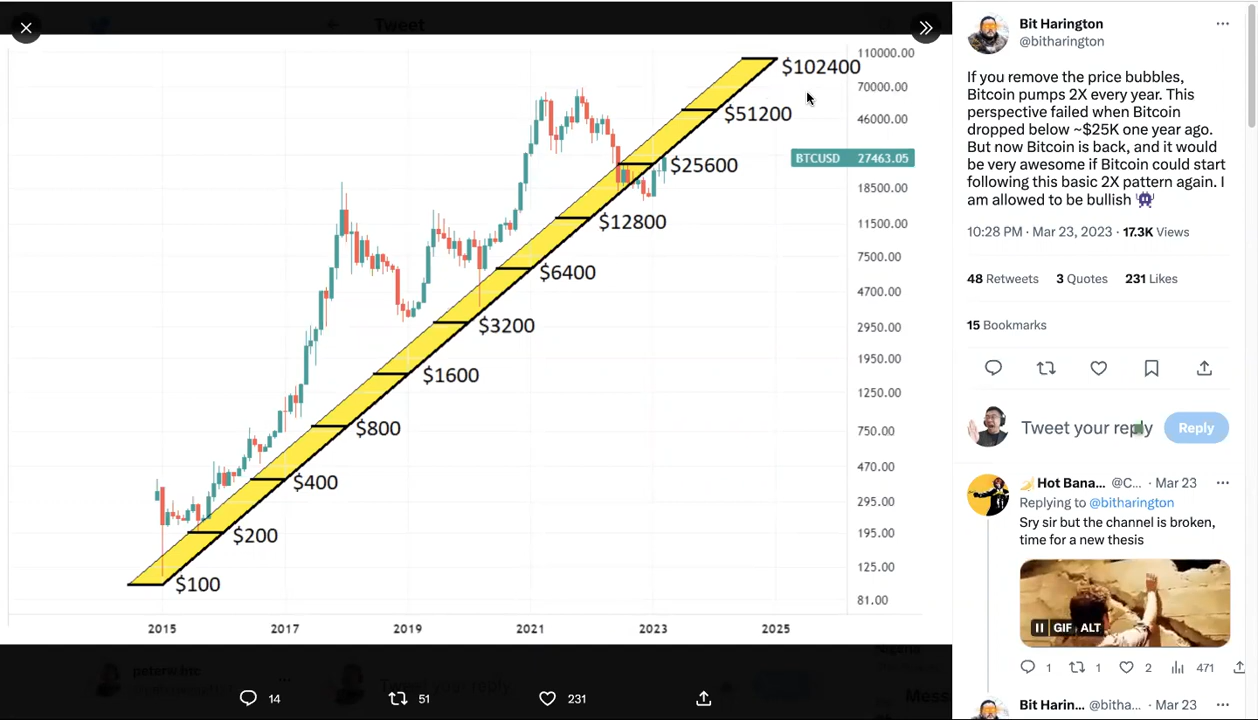 Tweet
110000.00
$102400
70000.00
$51200
46000.00
BTCUSD 27463.05
$25600
18500.00
$12800
11500.00
7500.00
$6400
4700.00
$3200
2950.00
1950.00
$1600
1250.00
$800
750.00
$400
470.00
295.00
$200
195.00
125.00
$100
81.00
2015 2017 2019 2021 2023 2025
Tweet your reply
14 51 231
Bit Harington
@bitharington
If you remove the price bubbles,
Bitcoin pumps 2X every year. This
perspective failed when Bitcoin
dropped below ~$25K one year ago.
But now Bitcoin is back, and it would
be very awesome if Bitcoin could start
following this basic 2X pattern again. I
am allowed to be bullish 👾
10:28 PM · Mar 23, 2023 · 17.3K Views
48 Retweets 3 Quotes 231 Likes
15 Bookmarks
Tweet your reply Reply
🍌 Hot Bana... @C... · Mar 23 ...
Replying to @bitharington
Sry sir but the channel is broken,
time for a new thesis
GIF ALT
1 1 2 471
Bit Harin... @bitha... · Mar 23 ...